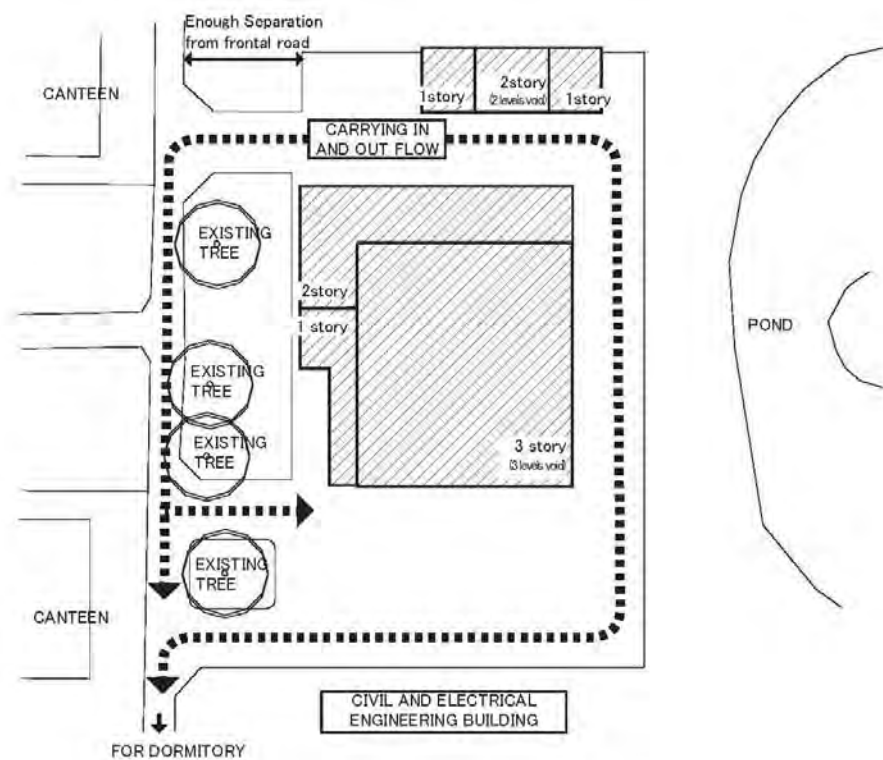 Enough Separation
from frontal road
CANTEEN
1story
2story
(2 levels void)
1story
CARRYING IN
AND OUT FLOW
EXISTING
TREE
2story
1 story
POND
EXISTING
TREE
EXISTING
TREE
3 story
(3 levels void)
EXISTING
TREE
CANTEEN
CIVIL AND ELECTRICAL
ENGINEERING BUILDING
FOR DORMITORY